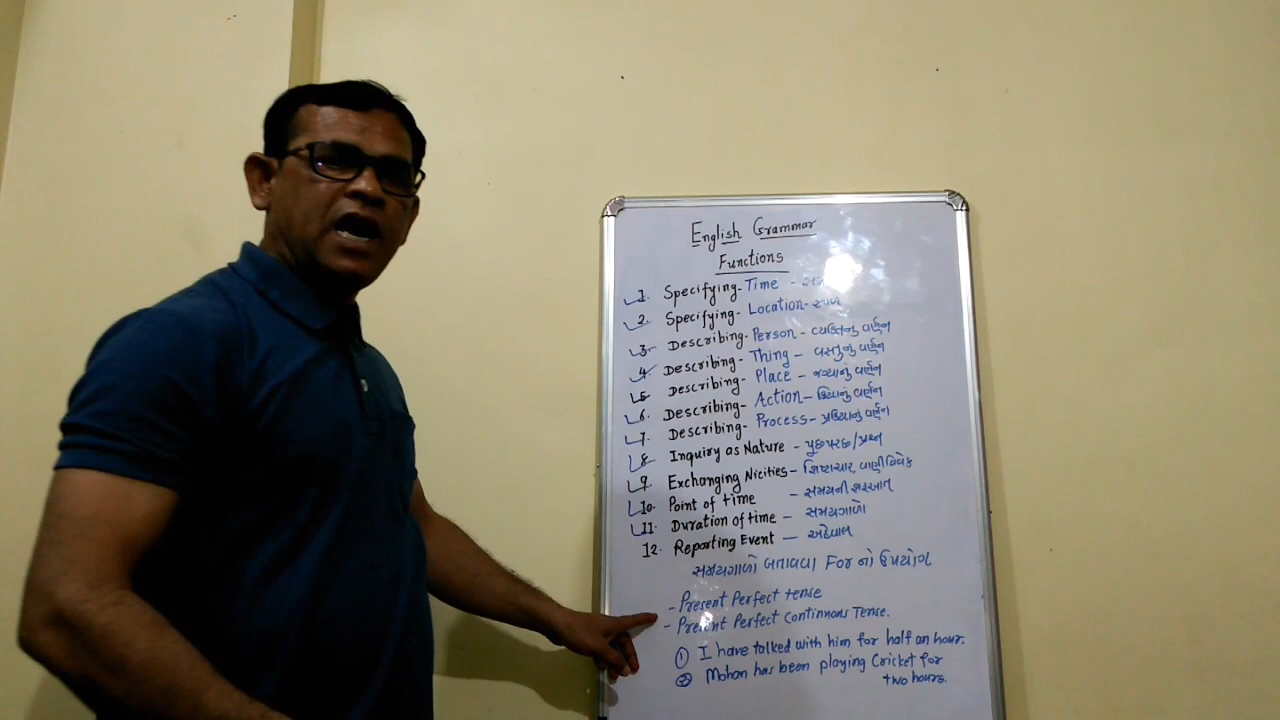 English Grammar
Functions
1. Specifying-Time -
2. Specifying-Location-સ્થળ
3. Describing-Person-વ્યક્તિનું વર્ણન
4. Describing-Thing-વસ્તુનું વર્ણન
5. Describing-Place-જગ્યાનું વર્ણન
6. Describing-Action-ક્રિયાનું વર્ણન
7. Describing-Process-પ્રક્રિયાનું વર્ણન
8. Inquiry as Nature-પૂછપરછ/પ્રશ્ન
9. Exchanging Nicities-શિષ્ટાચાર, વાણીવિવેક
10. Point of time -સમયની શરૂઆત
11. Duration of time -સમયગાળો
12. Reporting Event -અહેવાલ
સમયગાળો બતાવવા For નો ઉપયોગ
-Present Perfect tense
-Present Perfect Continuous Tense.
① I have talked with him for half an hour.
② Mohan has been playing Cricket for
two hours.